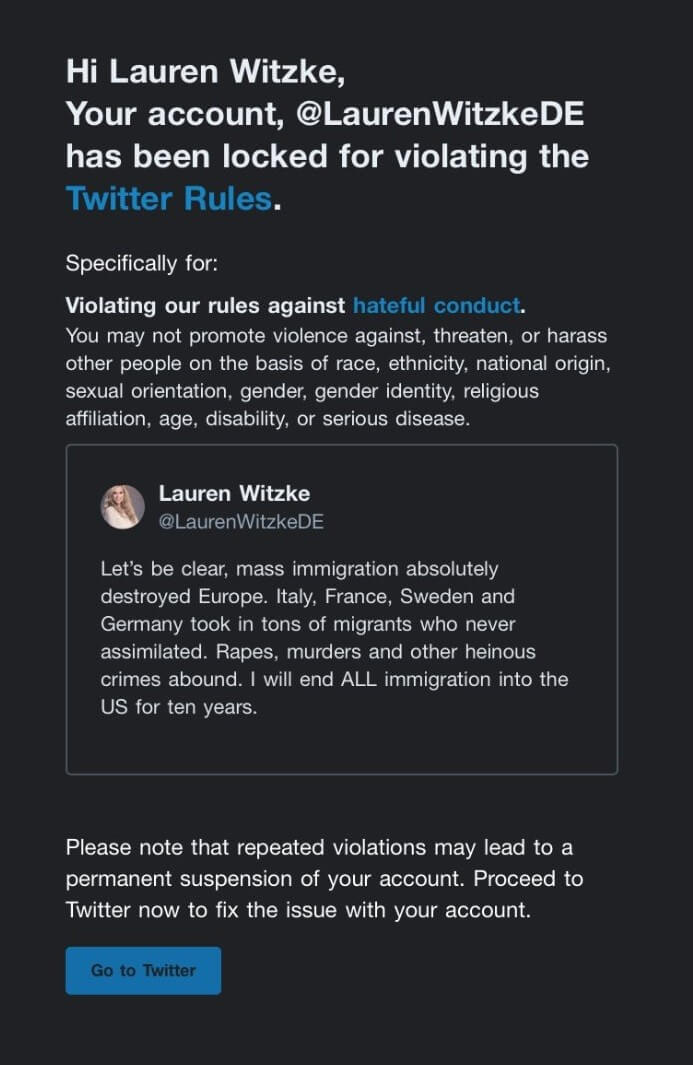 Hi Lauren Witzke,
Your account, @LaurenWitzkeDE
has been locked for violating the
Twitter Rules.
Specifically for:
Violating our rules against hateful conduct.
You may not promote violence against, threaten, or harass
other people on the basis of race, ethnicity, national origin,
sexual orientation, gender, gender identity, religious
affiliation, age, disability, or serious disease.
Lauren Witzke
@LaurenWitzkeDE
Let's be clear, mass immigration absolutely
destroyed Europe. Italy, France, Sweden and
Germany took in tons of migrants who never
assimilated. Rapes, murders and other heinous
crimes abound. I will end ALL immigration into the
US for ten years.
Please note that repeated violations may lead to a
permanent suspension of your account. Proceed to
Twitter now to fix the issue with your account.
Go to Twitter